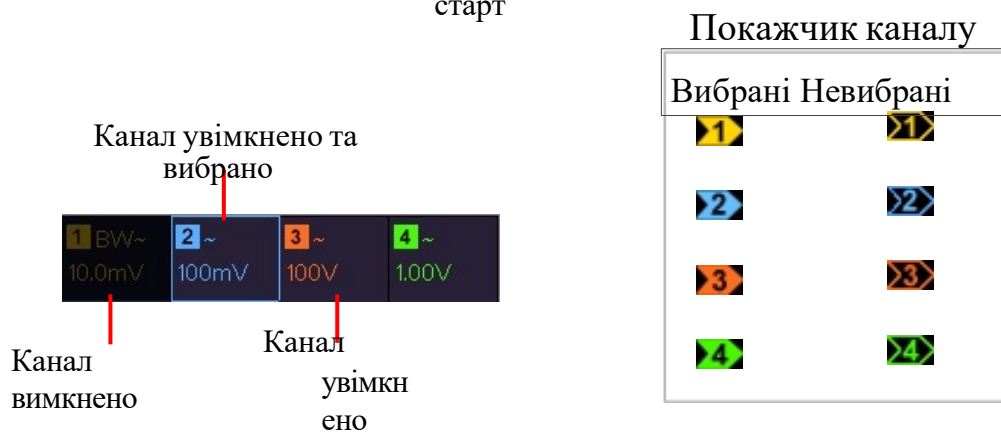 старт
Покажчик каналу
Вибрані Невибрані
1 1
2 2
3 3
4 4
Канал увімкнено та
вибрано
1 BW~ 2 ~ 3 ~ 4 ~
10.0mV 100mV 100V 1.00V
Канал
вимкнено
Канал
увімкн
ено